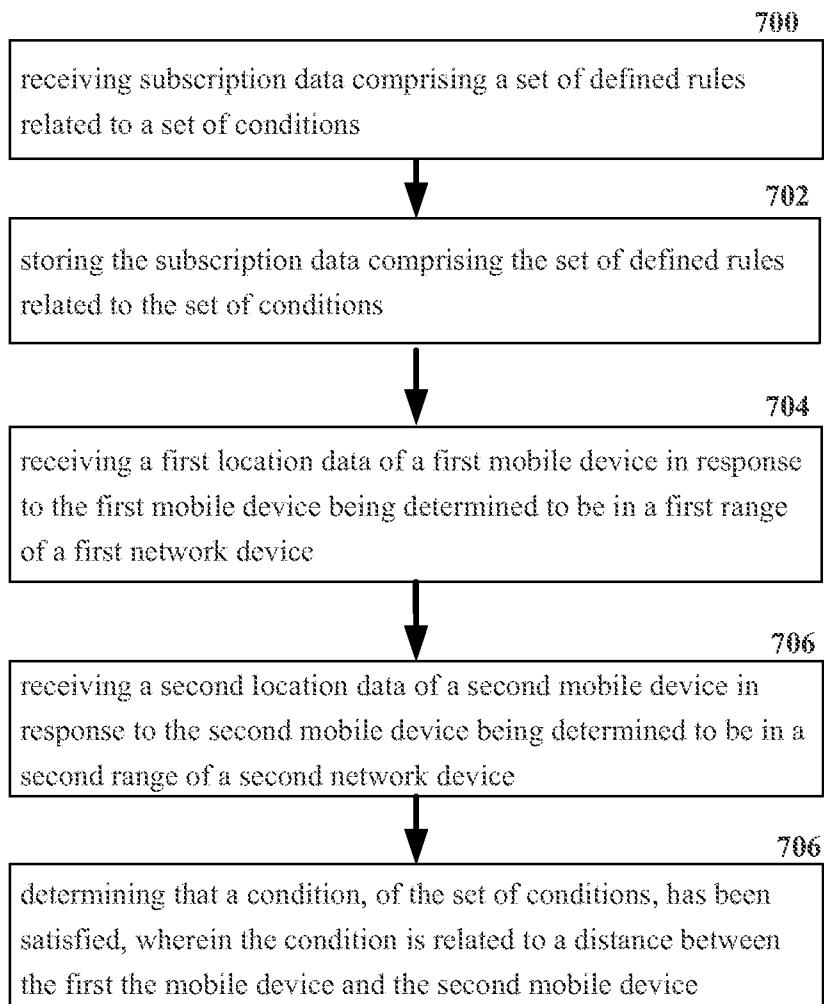 700
receiving subscription data comprising a set of defined rules
related to a set of conditions
702
storing the subscription data comprising the set of defined rules
related to the set of conditions
704
receiving a first location data of a first mobile device in response
to the first mobile device being determined to be in a first range
of a first network device
706
receiving a second location data of a second mobile device in
response to the second mobile device being determined to be in a
second range of a second network device
706
determining that a condition, of the set of conditions, has been
satisfied, wherein the condition is related to a distance between
the first the mobile device and the second mobile device